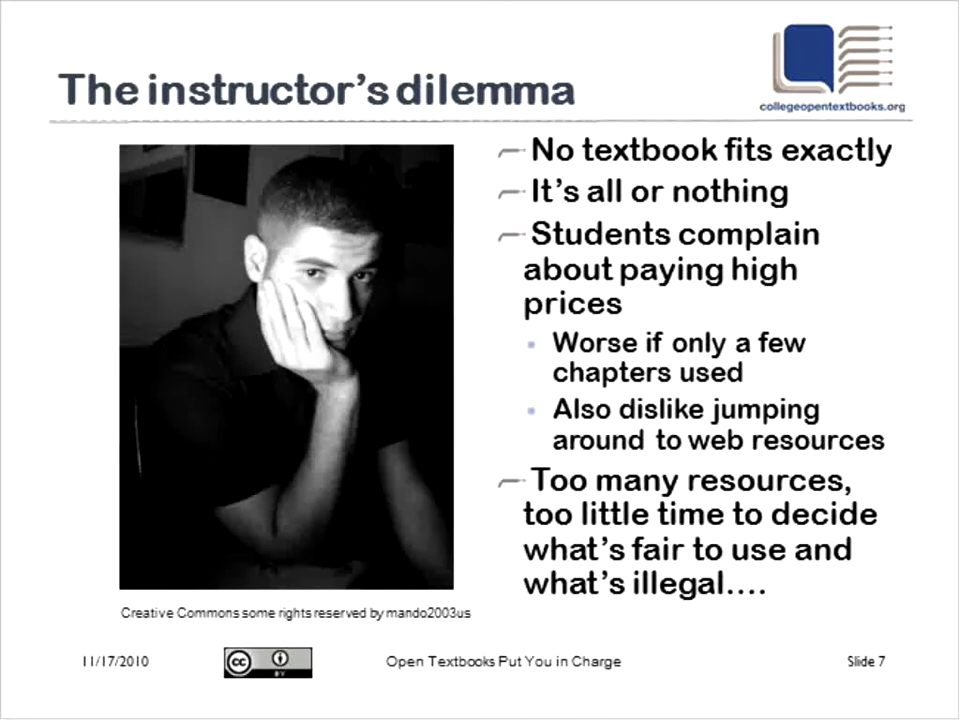 The instructor's dilemma
collegeopentextbooks.org
No textbook fits exactly
It's all or nothing
Students complain
about paying high
prices
Worse if only a few
chapters used
Also dislike jumping
around to web resources
Too many resources,
too little time to decide
what's fair to use and
what's illegal....
Creative Commons some rights reserved by mando2003us
11/17/2010
cc
BY
Open Textbooks Put You in Charge
Slide 7